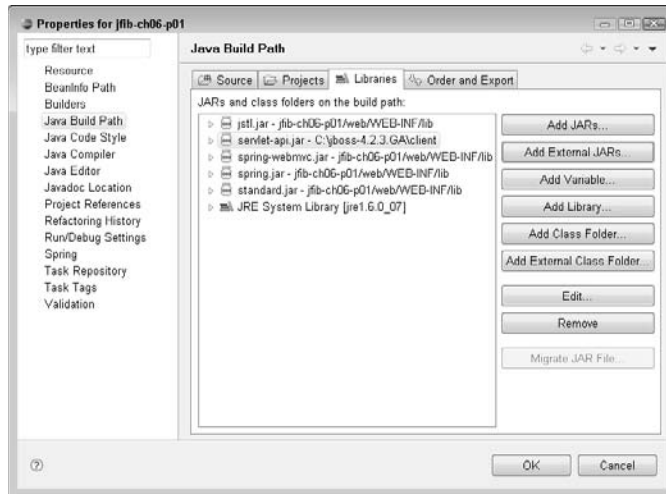 Properties for jfib-ch06-p01
type filter text
Resource
BeanInfo Path
Builders
Java Build Path
Java Code Style
Java Compiler
Java Editor
Javadoc Location
Project References
Refactoring History
Run/Debug Settings
Spring
Task Repository
Task Tags
Validation
Java Build Path
Source
Projects
Libraries
Order and Export
JARs and class folders on the build path:
jstl.jar - jfib-ch06-p01/web/WEB-INF/lib
servlet-api.jar - C:\jboss-4.2.3.GA\client
spring-webmvc.jar - jfib-ch06-p01/web/WEB-INF/lib
spring.jar - jfib-ch06-p01/web/WEB-INF/lib
standard.jar - jfib-ch06-p01/web/WEB-INF/lib
JRE System Library [jre1.6.0_07]
Add JARs...
Add External JARs...
Add Variable...
Add Library...
Add Class Folder...
Add External Class Folder...
Edit...
Remove
Migrate JAR File...
OK
Cancel